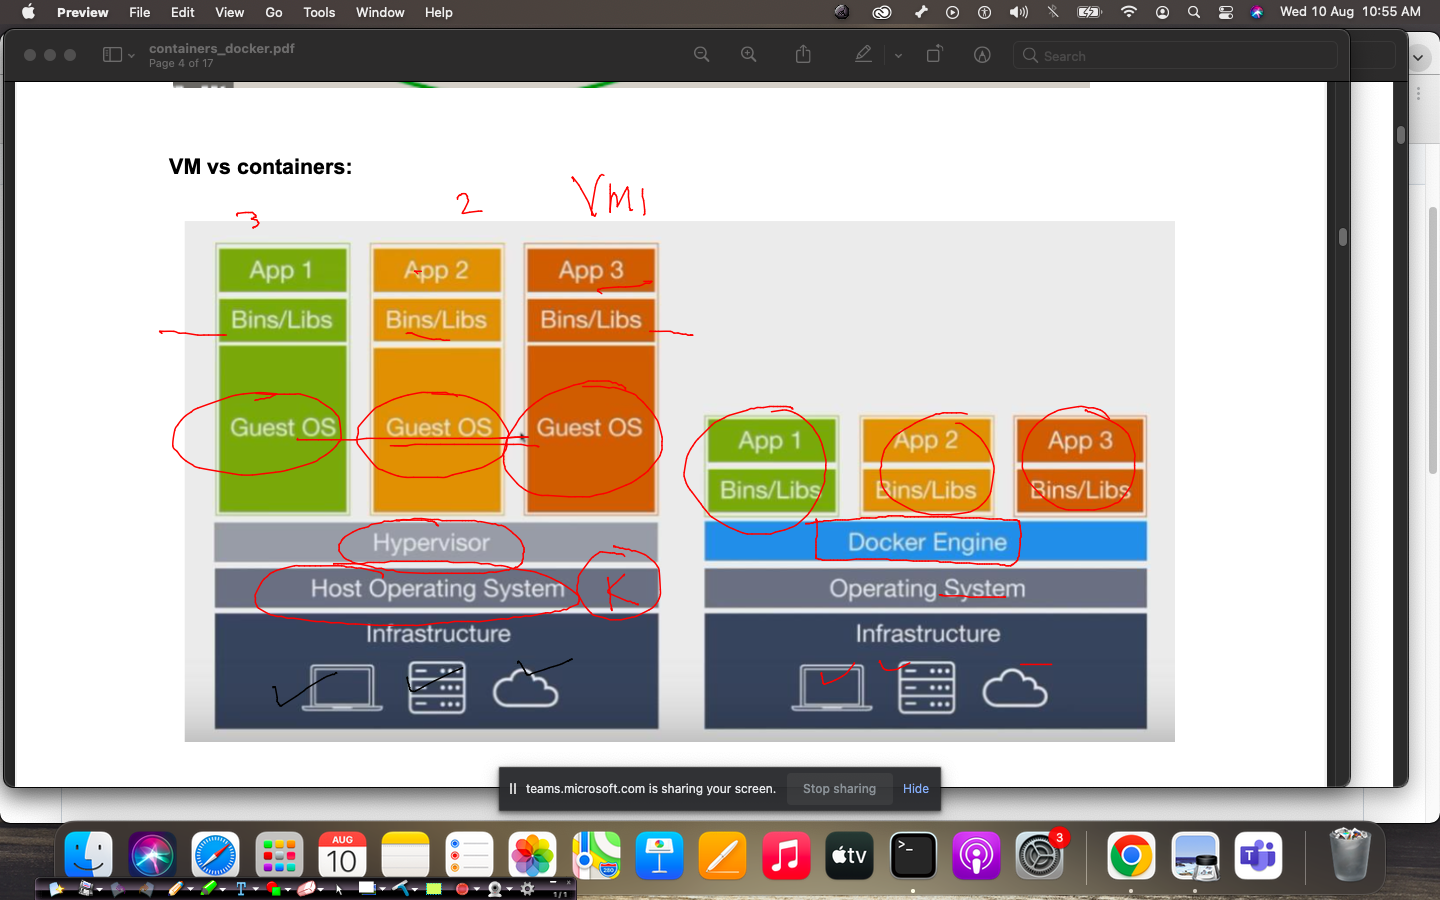 Preview File Edit View Go Tools Window Help Wed 10 Aug 10:55 AM
containers_docker.pdf
Page 4 of 17
Search
VM vs containers:
3 2 VM1
App 1 App 2 App 3
Bins/Libs Bins/Libs Bins/Libs
Guest OS Guest OS Guest OS
App 1 App 2 App 3
Bins/Libs Bins/Libs Bins/Libs
Hypervisor Docker Engine
Host Operating System K Operating System
Infrastructure Infrastructure
teams.microsoft.com is sharing your screen. Stop sharing Hide
AUG
10
280
tv
>_
3
T
1/1